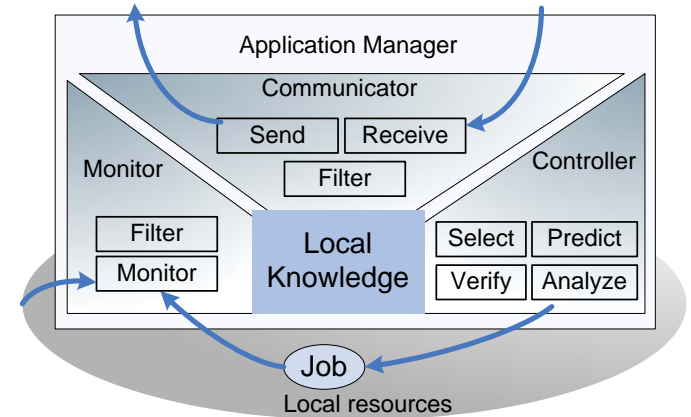 Application Manager
Communicator
Send
Receive
Filter
Monitor
Filter
Monitor
Local
Knowledge
Controller
Select
Predict
Verify
Analyze
Job
Local resources